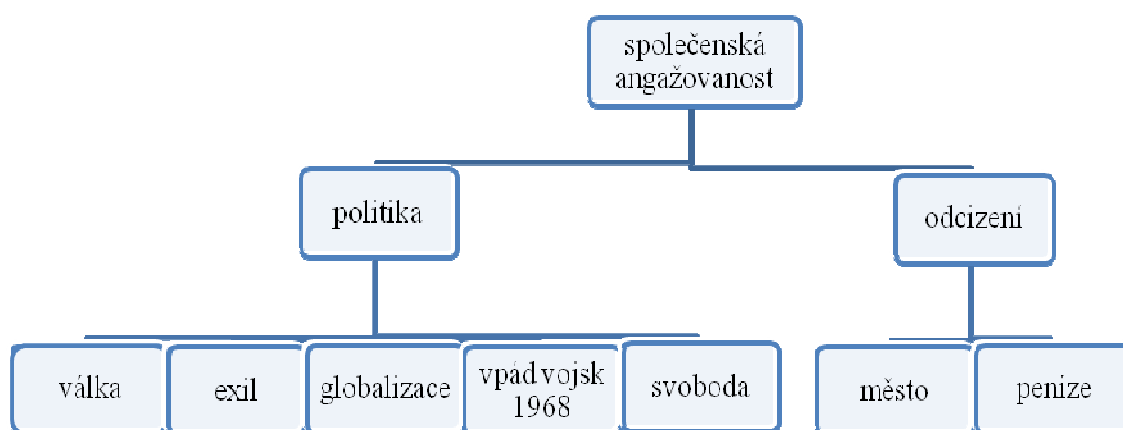 společenská
angažovanost
politika
odcizení
válka
exil
globalizace
vpád vojsk
1968
svoboda
město
peníze